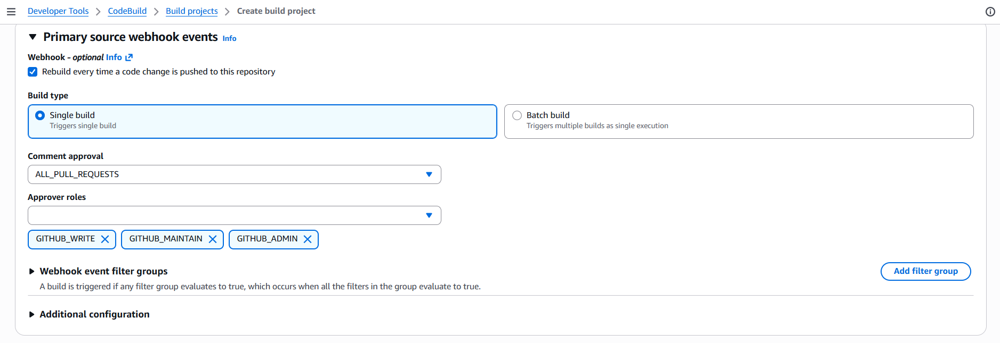 Developer Tools > CodeBuild > Build projects > Create build project
Primary source webhook events Info
Webhook - optional Info
Rebuild every time a code change is pushed to this repository
Build type
Single build
Triggers single build
Batch build
Triggers multiple builds as single execution
Comment approval
ALL_PULL_REQUESTS
Approver roles
GITHUB_WRITE GITHUB_MAINTAIN GITHUB_ADMIN
Webhook event filter groups
Add filter group
A build is triggered if any filter group evaluates to true, which occurs when all the filters in the group evaluate to true.
Additional configuration